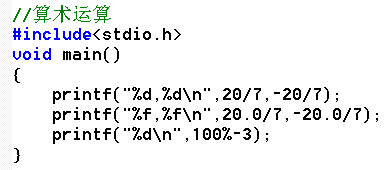 //算术运算
#include<stdio.h>
void main()
{
    printf("%d,%d\n",20/7,-20/7);
    printf("%f,%f\n",20.0/7,-20.0/7);
    printf("%d\n",100%-3);
}